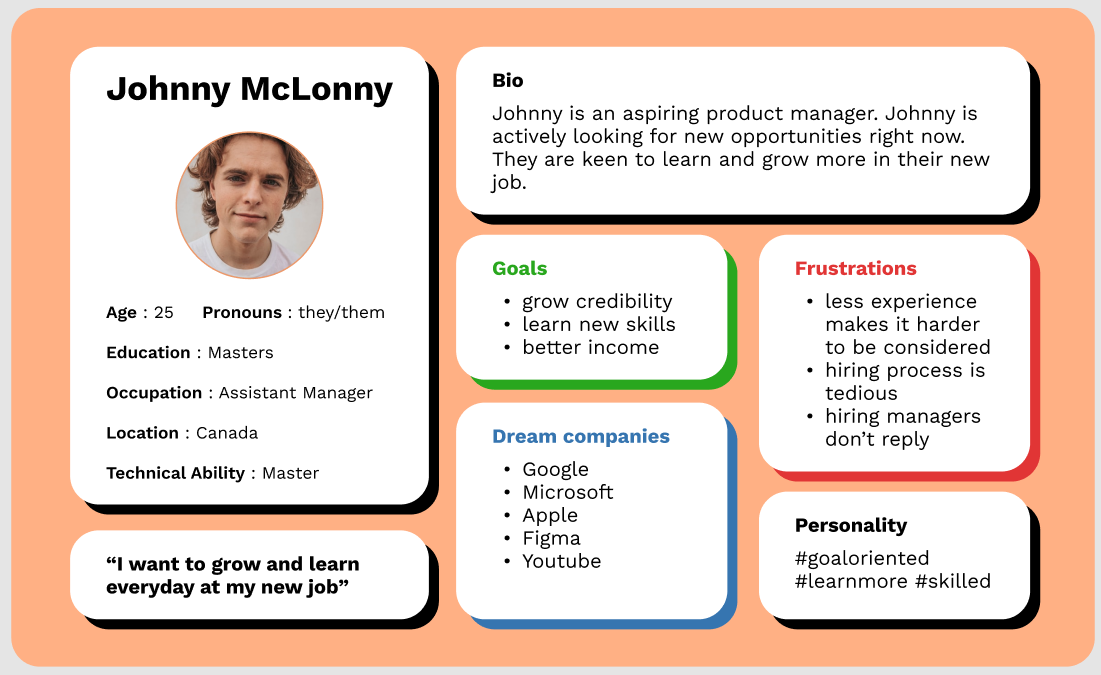 Johnny McLonny
Age : 25 Pronouns : they/them
Education : Masters
Occupation : Assistant Manager
Location : Canada
Technical Ability : Master
“I want to grow and learn
everyday at my new job”
Bio
Johnny is an aspiring product manager. Johnny is
actively looking for new opportunities right now.
They are keen to learn and grow more in their new
job.
Goals
• grow credibility
• learn new skills
• better income
Dream companies
• Google
• Microsoft
• Apple
• Figma
• Youtube
Frustrations
• less experience
makes it harder
to be considered
• hiring process is
tedious
• hiring managers
don’t reply
Personality
#goaloriented
#learnmore #skilled